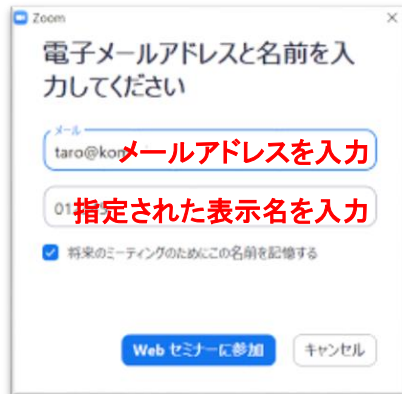 Zoom
電子メールアドレスと名前を入
力してください
メール
taro@kom
メールアドレスを入力
指定された表示名を入力
将来のミーティングのためにこの名前を記憶する
Web セミナーに参加 キャンセル